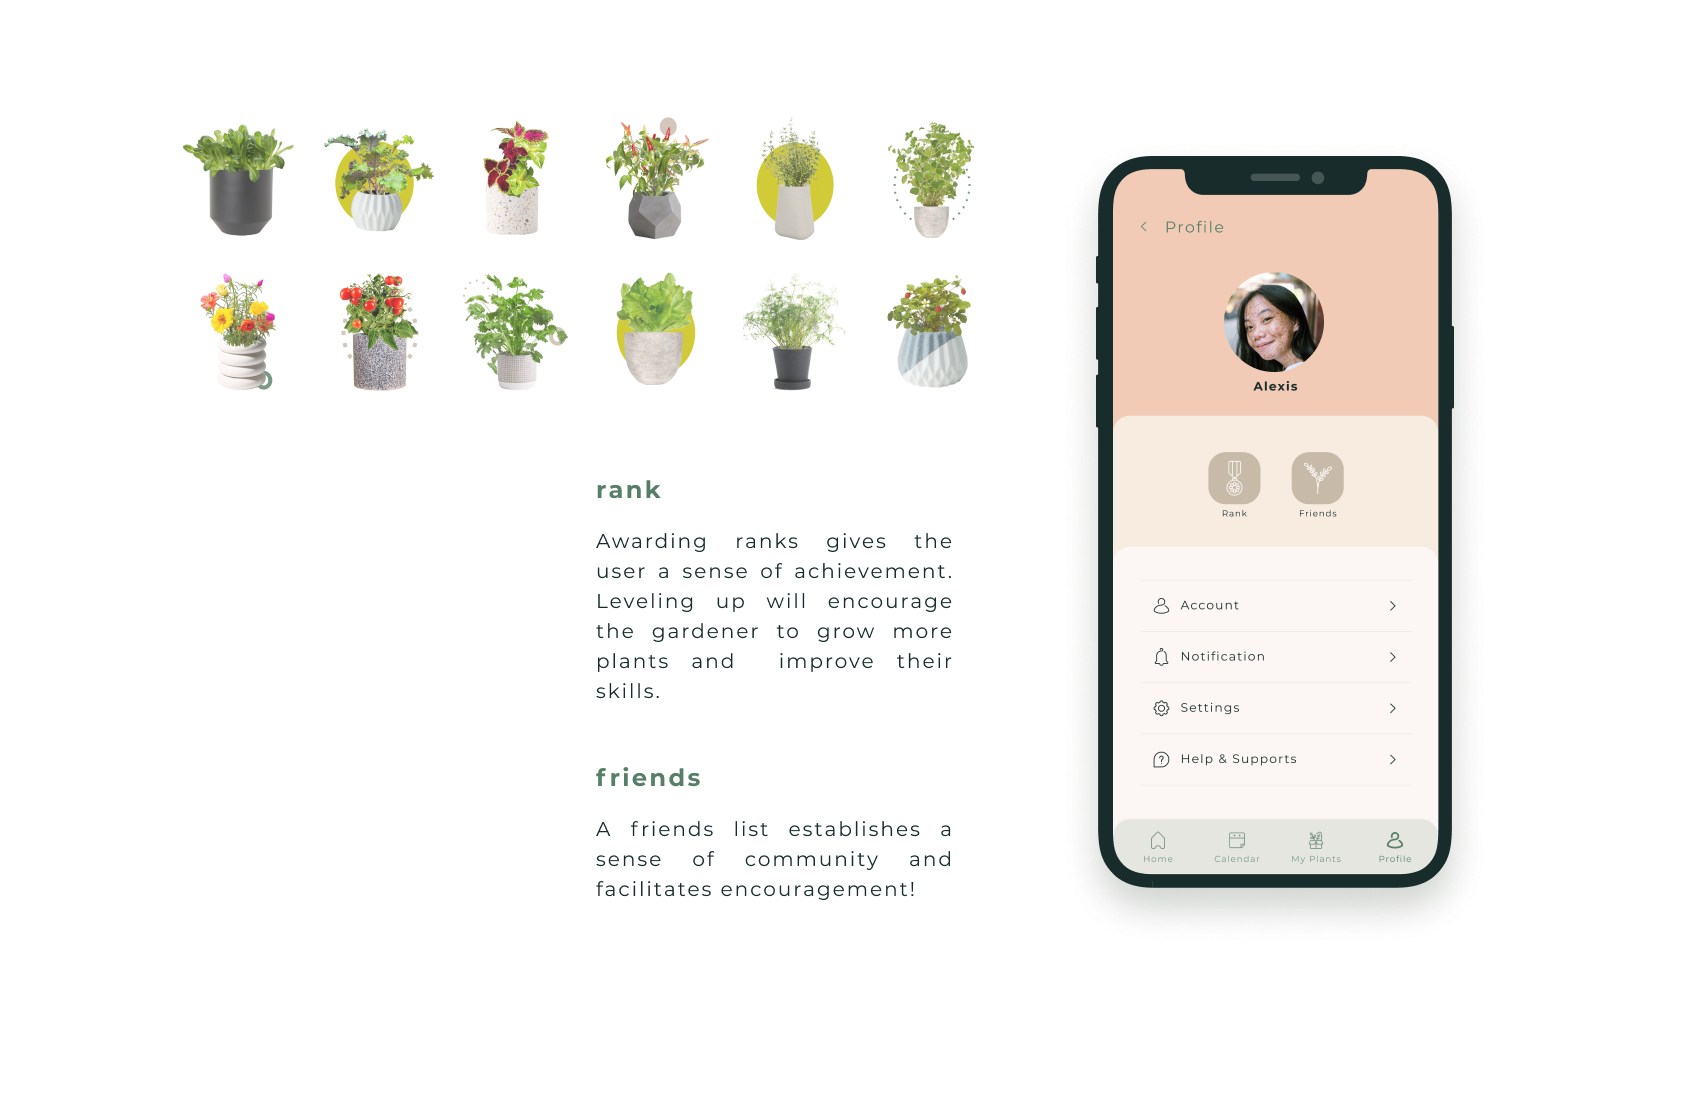 rank
Awarding ranks gives the
user a sense of achievement.
Leveling up will encourage
the gardener to grow more
plants and improve their
skills.
friends
A friends list establishes a
sense of community and
facilitates encouragement!
Profile
Alexis
Rank
Friends
Account
Notification
Settings
Help & Supports
Home
Calendar
My Plants
Profile